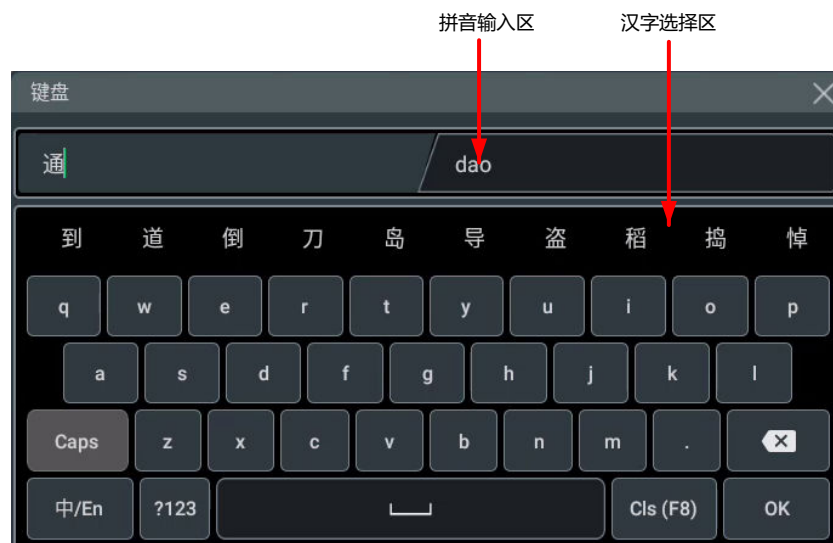 拼音输入区 汉字选择区
键盘
通 dao
到 道 倒 刀 岛 导 盗 稻 捣 悼
q w e r t y u i o p
a s d f g h j k l
Caps z x c v b n m .
中/En ?123 Cls (F8) OK